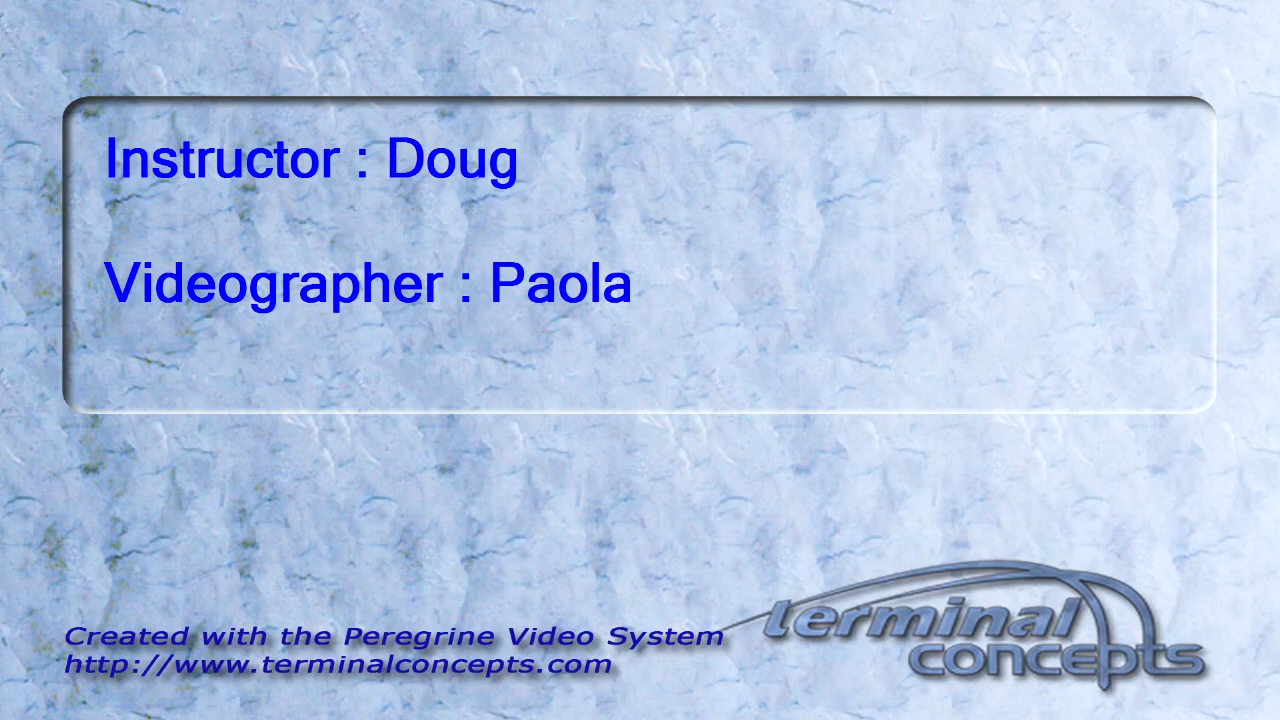 Instructor : Doug
Videographer : Paola
Created with the Peregrine Video System
http://www.terminalconcepts.com
terminal
concepts